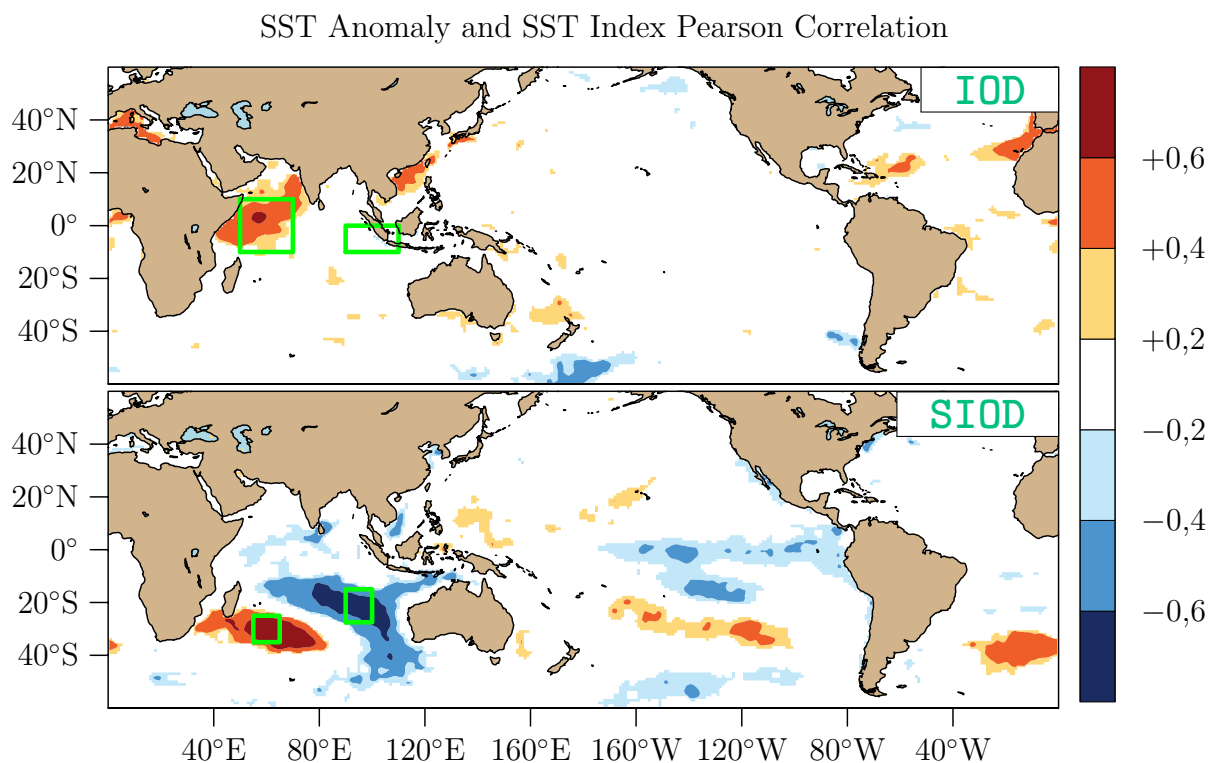 SST Anomaly and SST Index Pearson Correlation
IOD
40°N
20°N
0°
20°S
40°S
+0,6
+0,4
+0,2
−0,2
−0,4
−0,6
SIOD
40°N
20°N
0°
20°S
40°S
40°E 80°E 120°E 160°E 160°W 120°W 80°W 40°W